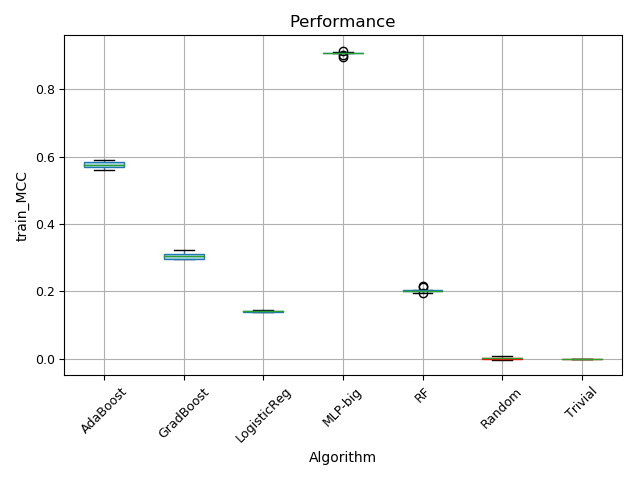 Performance
train_MCC
0.8
0.6
0.4
0.2
0.0
AdaBoost
GradBoost
LogisticReg
MLP-big
RF
Random
Trivial
Algorithm